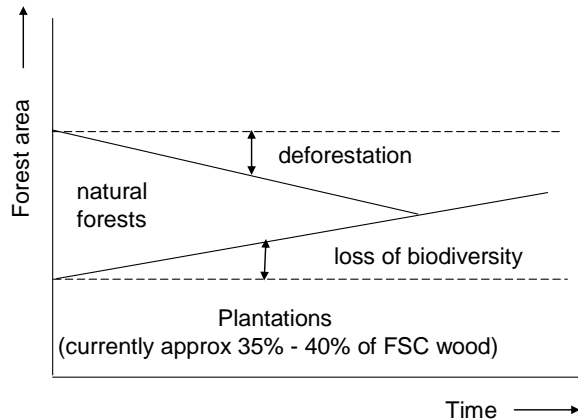 Forest area
deforestation
natural
forests
loss of biodiversity
Plantations
(currently approx 35% - 40% of FSC wood)
Time